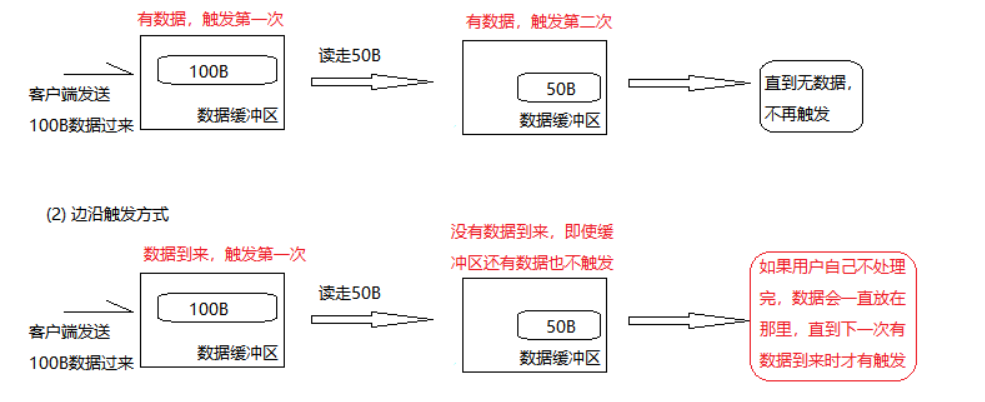 有数据，触发第一次
有数据，触发第二次
100B
读走50B
50B
客户端发送
100B数据过来
数据缓冲区
数据缓冲区
直到无数据，
不再触发
(2) 边沿触发方式
数据到来，触发第一次
没有数据到来，即使缓
冲区还有数据也不触发
100B
读走50B
50B
客户端发送
100B数据过来
数据缓冲区
数据缓冲区
如果用户自己不处理
完，数据会一直放在
那里，直到下一次有
数据到来时才有触发